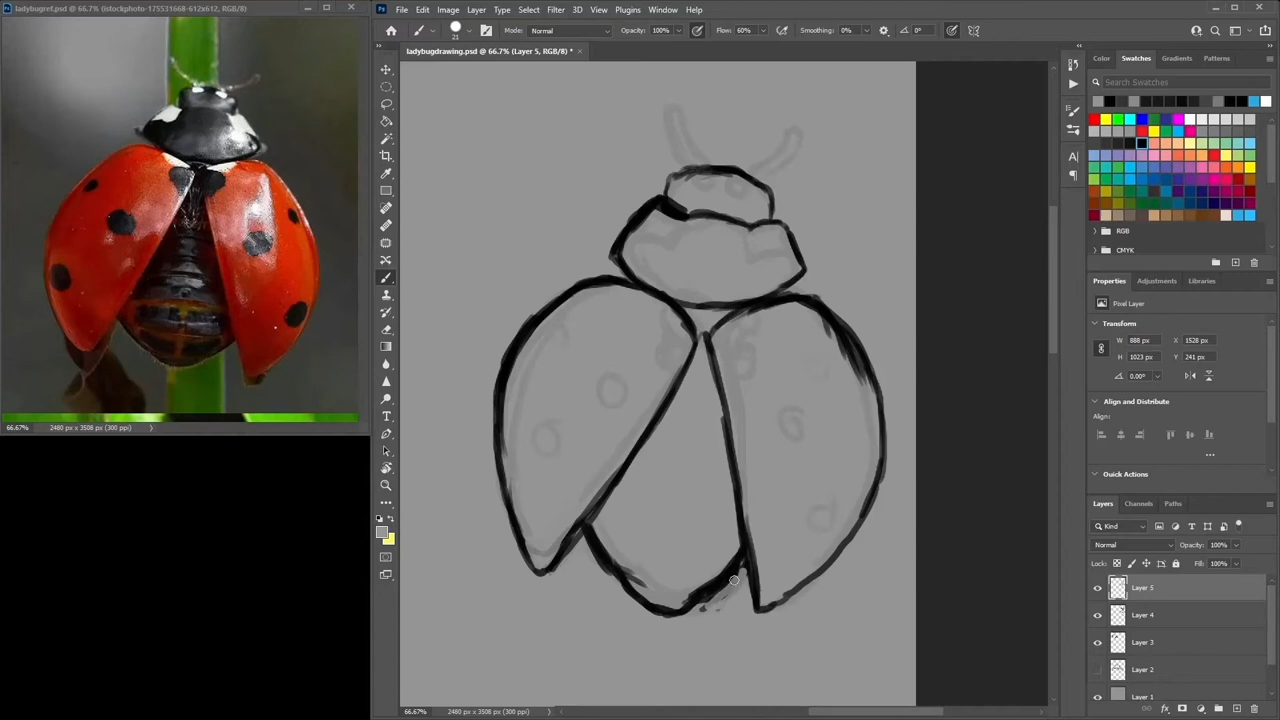 ladybugref.psd @ 66.7% (istockphoto-175531668-612x612, RGB/8)
66.67% 2480 px x 3508 px (300 ppi)
File Edit Image Layer Type Select Filter 3D View Plugins Window Help
21 Mode: Normal Opacity: 100% Flow: 60% Smoothing: 0% 0°
ladybugdrawing.psd @ 66.7% (Layer 5, RGB/8) *
Color Swatches Gradients Patterns
Search Swatches
RGB
CMYK
Properties Adjustments Libraries
Pixel Layer
Transform
W 888 px X 1528 px
H 1023 px Y 241 px
0.00°
Align and Distribute
Align:
Quick Actions
Layers Channels Paths
Kind
Normal Opacity: 100%
Lock: Fill: 100%
Layer 5
Layer 4
Layer 3
Layer 2
Layer 1
66.67% 2480 px x 3508 px (300 ppi)